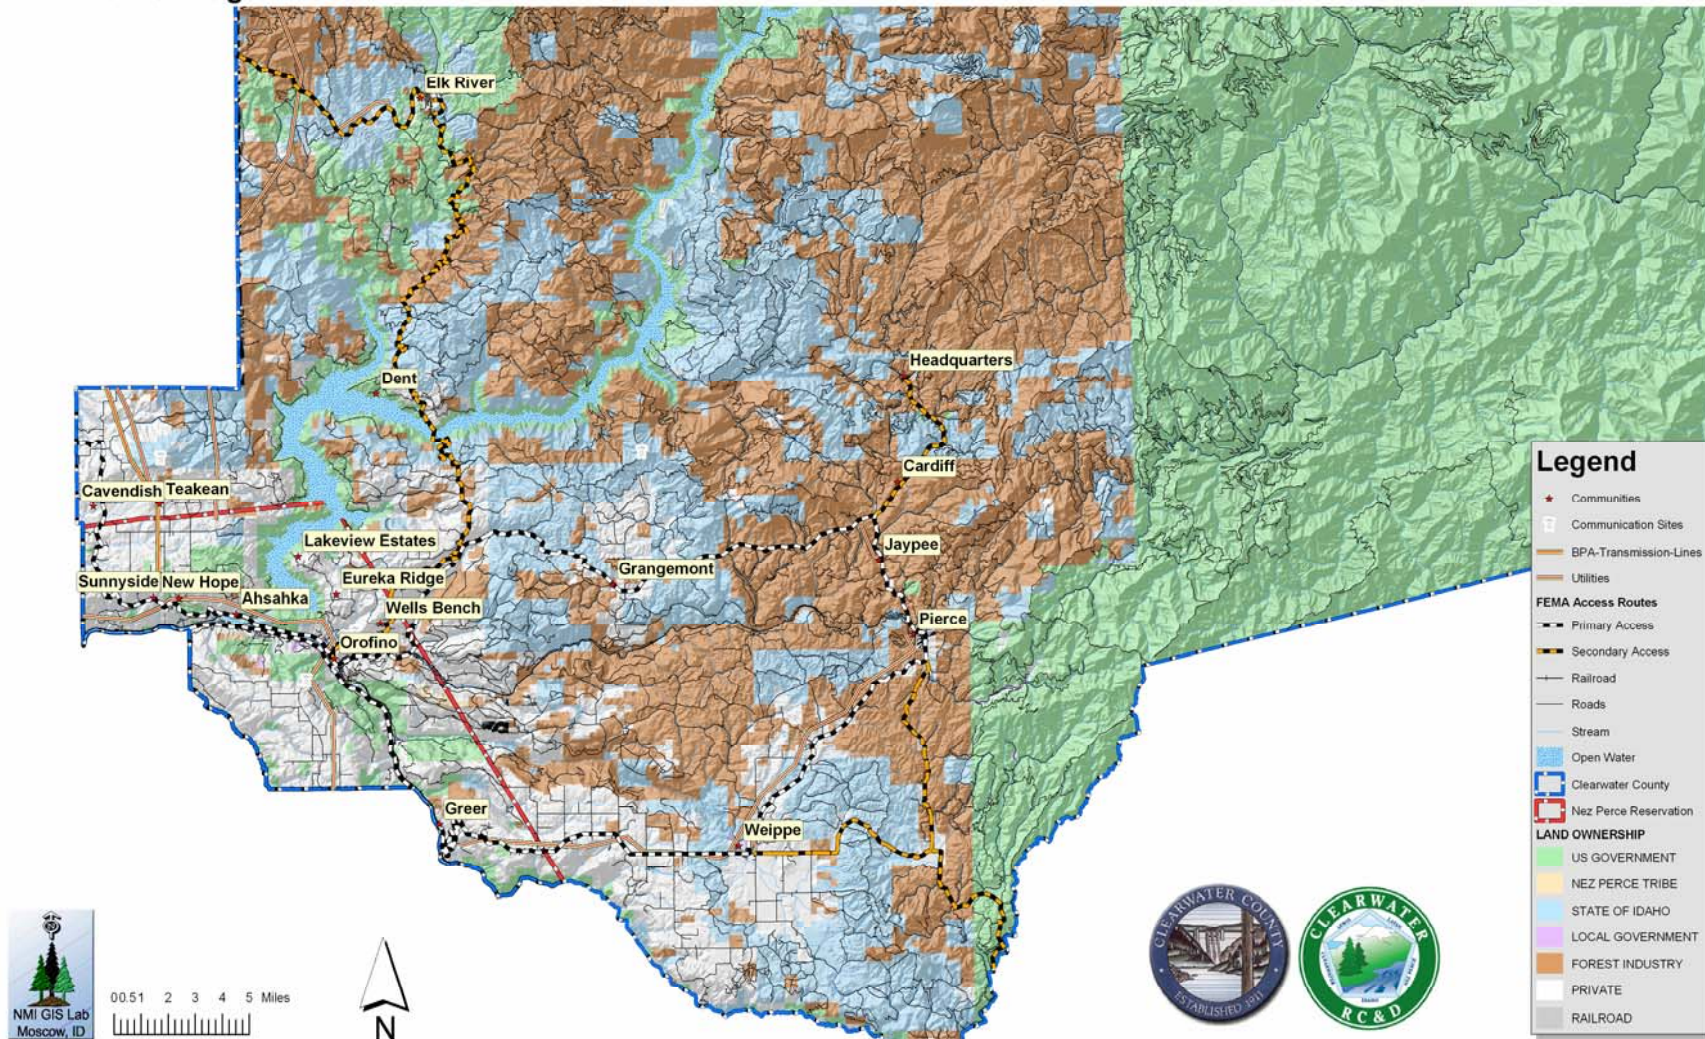 Elk River
Headquarters
Dent
Cardiff
Cavendish
Teakean
Lakeview Estates
Jaypee
Grangemont
Eureka Ridge
Sunnyside
New Hope
Ahsahka
Wells Bench
Pierce
Orofino
Greer
Weippe
Legend
Communities
Communication Sites
BPA-Transmission-Lines
Utilities
FEMA Access Routes
Primary Access
Secondary Access
Railroad
Roads
Stream
Open Water
Clearwater County
Nez Perce Reservation
LAND OWNERSHIP
US GOVERNMENT
NEZ PERCE TRIBE
STATE OF IDAHO
LOCAL GOVERNMENT
FOREST INDUSTRY
PRIVATE
RAILROAD
NMI GIS Lab
Moscow, ID
00.51 2 3 4 5 Miles
N
CLEARWATER COUNTY
ESTABLISHED 1911
CLEARWATER
IDAHO
RC&D